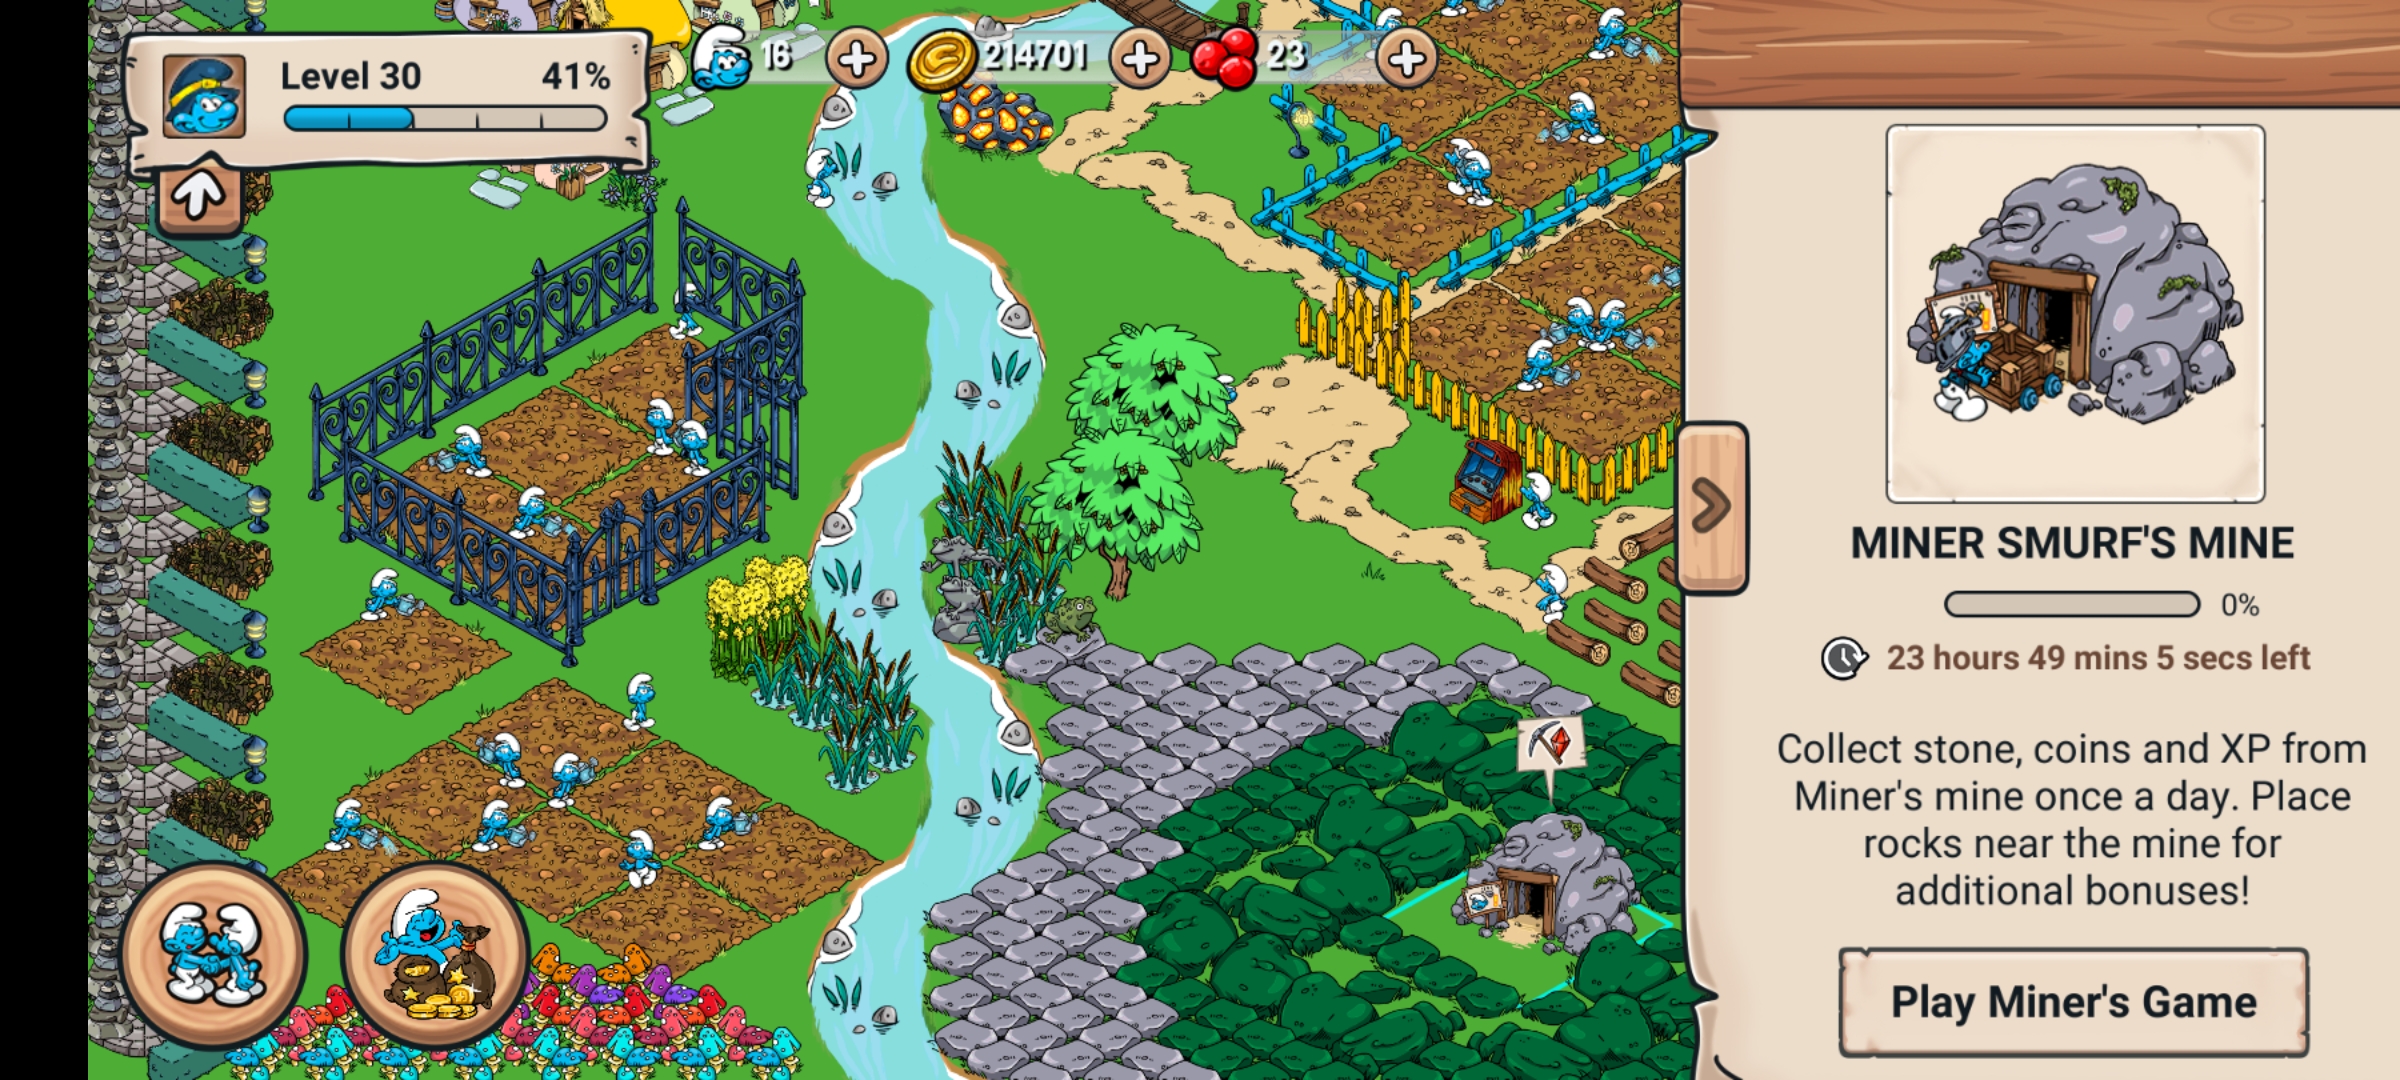 Level 30 41%
16
214701
23
MINER SMURF'S MINE
0%
23 hours 49 mins 5 secs left
Collect stone, coins and XP from
Miner's mine once a day. Place
rocks near the mine for
additional bonuses!
Play Miner's Game